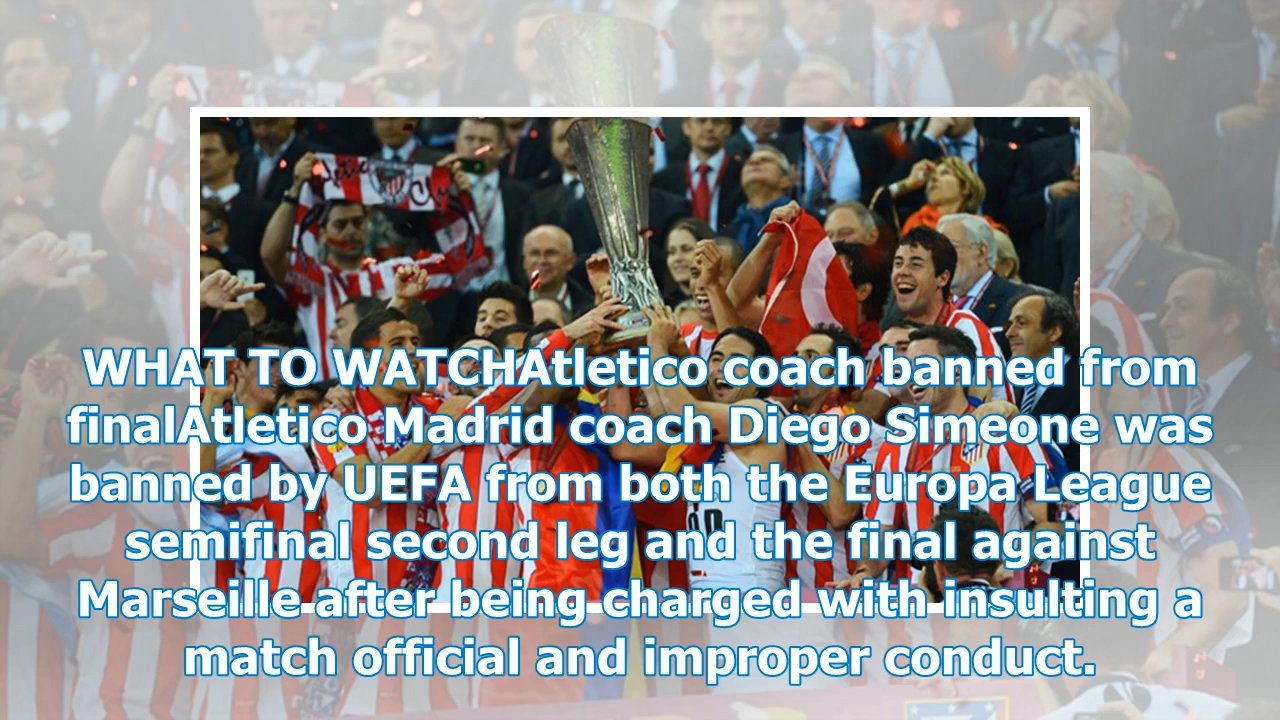 WHAT TO WATCHAtletico coach banned from
finalAtletico Madrid coach Diego Simeone was
banned by UEFA from both the Europa League
semifinal second leg and the final against
Marseille after being charged with insulting a
match official and improper conduct.